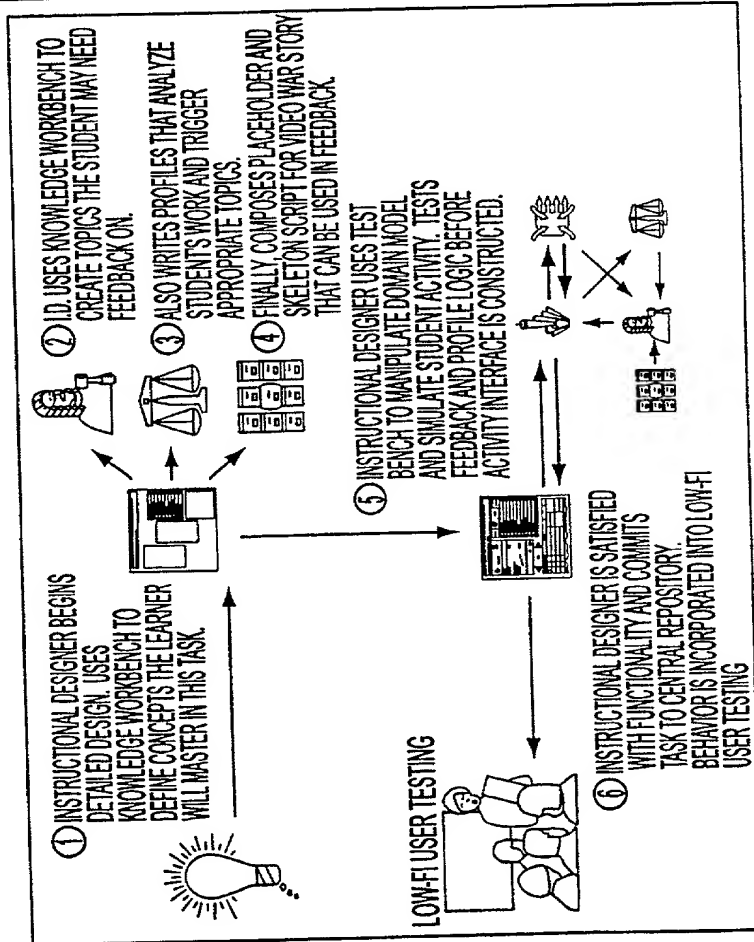 ① INSTRUCTIONAL DESIGNER BEGINS
DETAILED DESIGN. USES
KNOWLEDGE WORKBENCH TO
DEFINE CONCEPTS THE LEARNER
WILL MASTER IN THIS TASK.
② I.D. USES KNOWLEDGE WORKBENCH TO
CREATE TOPICS THE STUDENT MAY NEED
FEEDBACK ON.
③ ALSO WRITES PROFILES THAT ANALYZE
STUDENT'S WORK AND TRIGGER
APPROPRIATE TOPICS.
④ FINALLY, COMPOSES PLACEHOLDER AND
SKELETON SCRIPT FOR VIDEO WAR STORY
THAT CAN BE USED IN FEEDBACK.
⑤ INSTRUCTIONAL DESIGNER USES TEST
BENCH TO MANIPULATE DOMAIN MODEL
AND SIMULATE STUDENT ACTIVITY. TESTS
FEEDBACK AND PROFILE LOGIC BEFORE
ACTIVITY INTERFACE IS CONSTRUCTED.
LOW-FI USER TESTING
⑥ INSTRUCTIONAL DESIGNER IS SATISFIED
WITH FUNCTIONALITY AND COMMITS
TASK TO CENTRAL REPOSITORY.
BEHAVIOR IS INCORPORATED INTO LOW-FI
USER TESTING